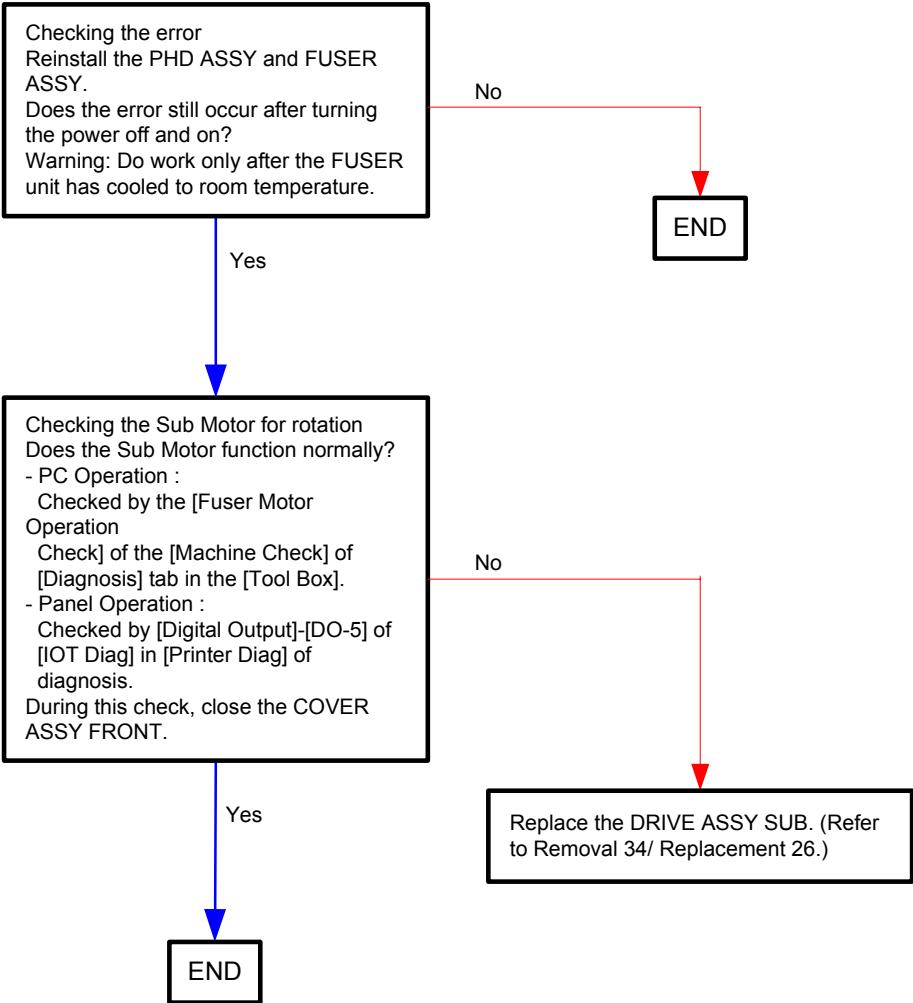 Checking the error
Reinstall the PHD ASSY and FUSER
ASSY.
Does the error still occur after turning
the power off and on?
Warning: Do work only after the FUSER
unit has cooled to room temperature.
No
END
Yes
Checking the Sub Motor for rotation
Does the Sub Motor function normally?
- PC Operation :
Checked by the [Fuser Motor
Operation
Check] of the [Machine Check] of
[Diagnosis] tab in the [Tool Box].
- Panel Operation :
Checked by [Digital Output]-[DO-5] of
[IOT Diag] in [Printer Diag] of
diagnosis.
During this check, close the COVER
ASSY FRONT.
No
Replace the DRIVE ASSY SUB. (Refer
to Removal 34/ Replacement 26.)
Yes
END